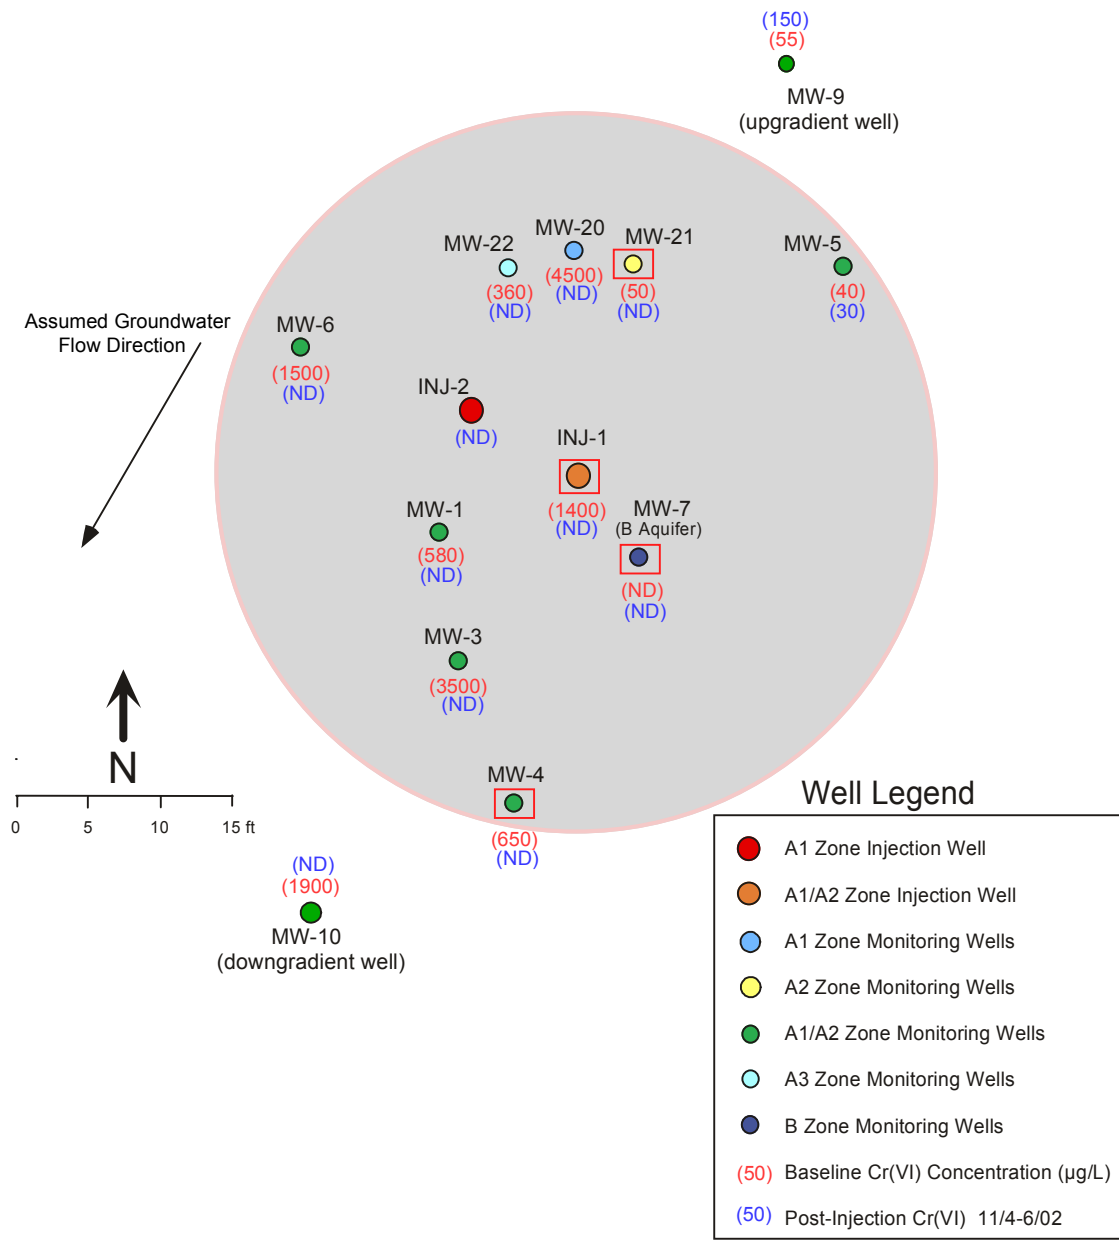 (150)
(55)
MW-9
(upgradient well)
MW-20
MW-21
MW-22
MW-5
(4500)
(ND)
(360)
(ND)
(50)
(ND)
(40)
(30)
Assumed Groundwater
Flow Direction
MW-6
(1500)
(ND)
INJ-2
(ND)
INJ-1
(1400)
(ND)
MW-1
(580)
(ND)
MW-7
(B Aquifer)
(ND)
(ND)
MW-3
(3500)
(ND)
N
MW-4
(650)
(ND)
0 5 10 15 ft
(ND)
(1900)
MW-10
(downgradient well)
Well Legend
A1 Zone Injection Well
A1/A2 Zone Injection Well
A1 Zone Monitoring Wells
A2 Zone Monitoring Wells
A1/A2 Zone Monitoring Wells
A3 Zone Monitoring Wells
B Zone Monitoring Wells
(50) Baseline Cr(VI) Concentration (µg/L)
(50) Post-Injection Cr(VI) 11/4-6/02